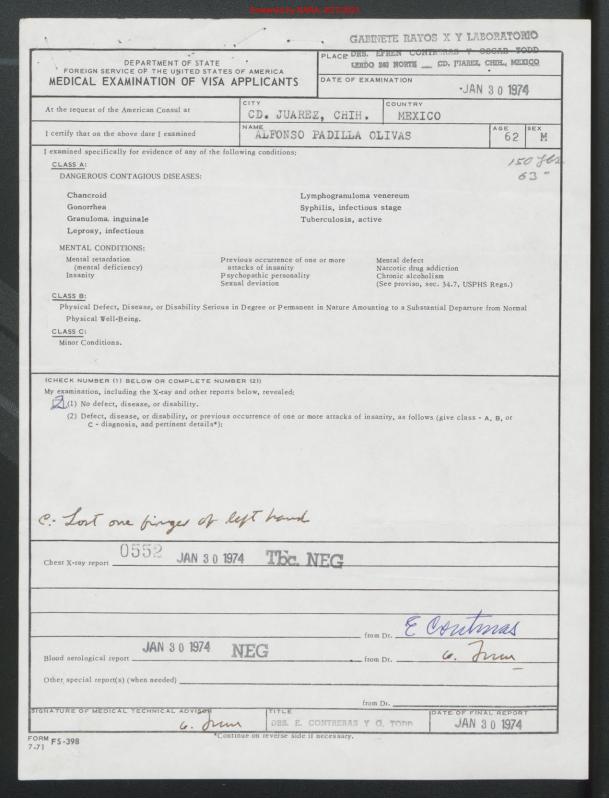 GABINETE RAYOS X Y LABORATORIO
PLACE DRS. EFREN CONTRERAS Y OSCAR TODD
LERDO 240 NORTE __ CD. JUAREZ, CHIH., MEXICO
DEPARTMENT OF STATE
FOREIGN SERVICE OF THE UNITED STATES OF AMERICA
MEDICAL EXAMINATION OF VISA APPLICANTS
DATE OF EXAMINATION
JAN 30 1974
At the request of the American Consul at
CITY
CD. JUAREZ, CHIH.
COUNTRY
MEXICO
I certify that on the above date I examined
NAME
ALFONSO PADILLA OLIVAS
AGE
62
SEX
M
I examined specifically for evidence of any of the following conditions:
150
63"
CLASS A:
DANGEROUS CONTAGIOUS DISEASES:
Chancroid
Gonorrhea
Granuloma inguinale
Leprosy, infectious
Lymphogranuloma venereum
Syphilis, infectious stage
Tuberculosis, active
MENTAL CONDITIONS:
Mental retardation
(mental deficiency)
Insanity
Previous occurrence of one or more
attacks of insanity
Psychopathic personality
Sexual deviation
Mental defect
Narcotic drug addiction
Chronic alcoholism
(See proviso, sec. 34.7, USPHS Regs.)
CLASS B:
Physical Defect, Disease, or Disability Serious in Degree or Permanent in Nature Amounting to a Substantial Departure from Normal
Physical Well-Being.
CLASS C:
Minor Conditions.
(CHECK NUMBER (1) BELOW OR COMPLETE NUMBER (2))
My examination, including the X-ray and other reports below, revealed:
2 (1) No defect, disease, or disability.
(2) Defect, disease, or disability, or previous occurrence of one or more attacks of insanity, as follows (give class - A, B, or
C - diagnosis, and pertinent details*):
C: Lost one finger of left hand
Chest X-ray report 0552 JAN 30 1974 Tbc. NEG
from Dr. E Contreras
Blood serological report JAN 30 1974 NEG from Dr.
Other special report(s) (when needed)
from Dr.
SIGNATURE OF MEDICAL TECHNICAL ADVISOR
TITLE
DRS. E. CONTRERAS Y O. TODD
DATE OF FINAL REPORT
JAN 30 1974
FORM FS-398
7-71
*Continue on reverse side if necessary.